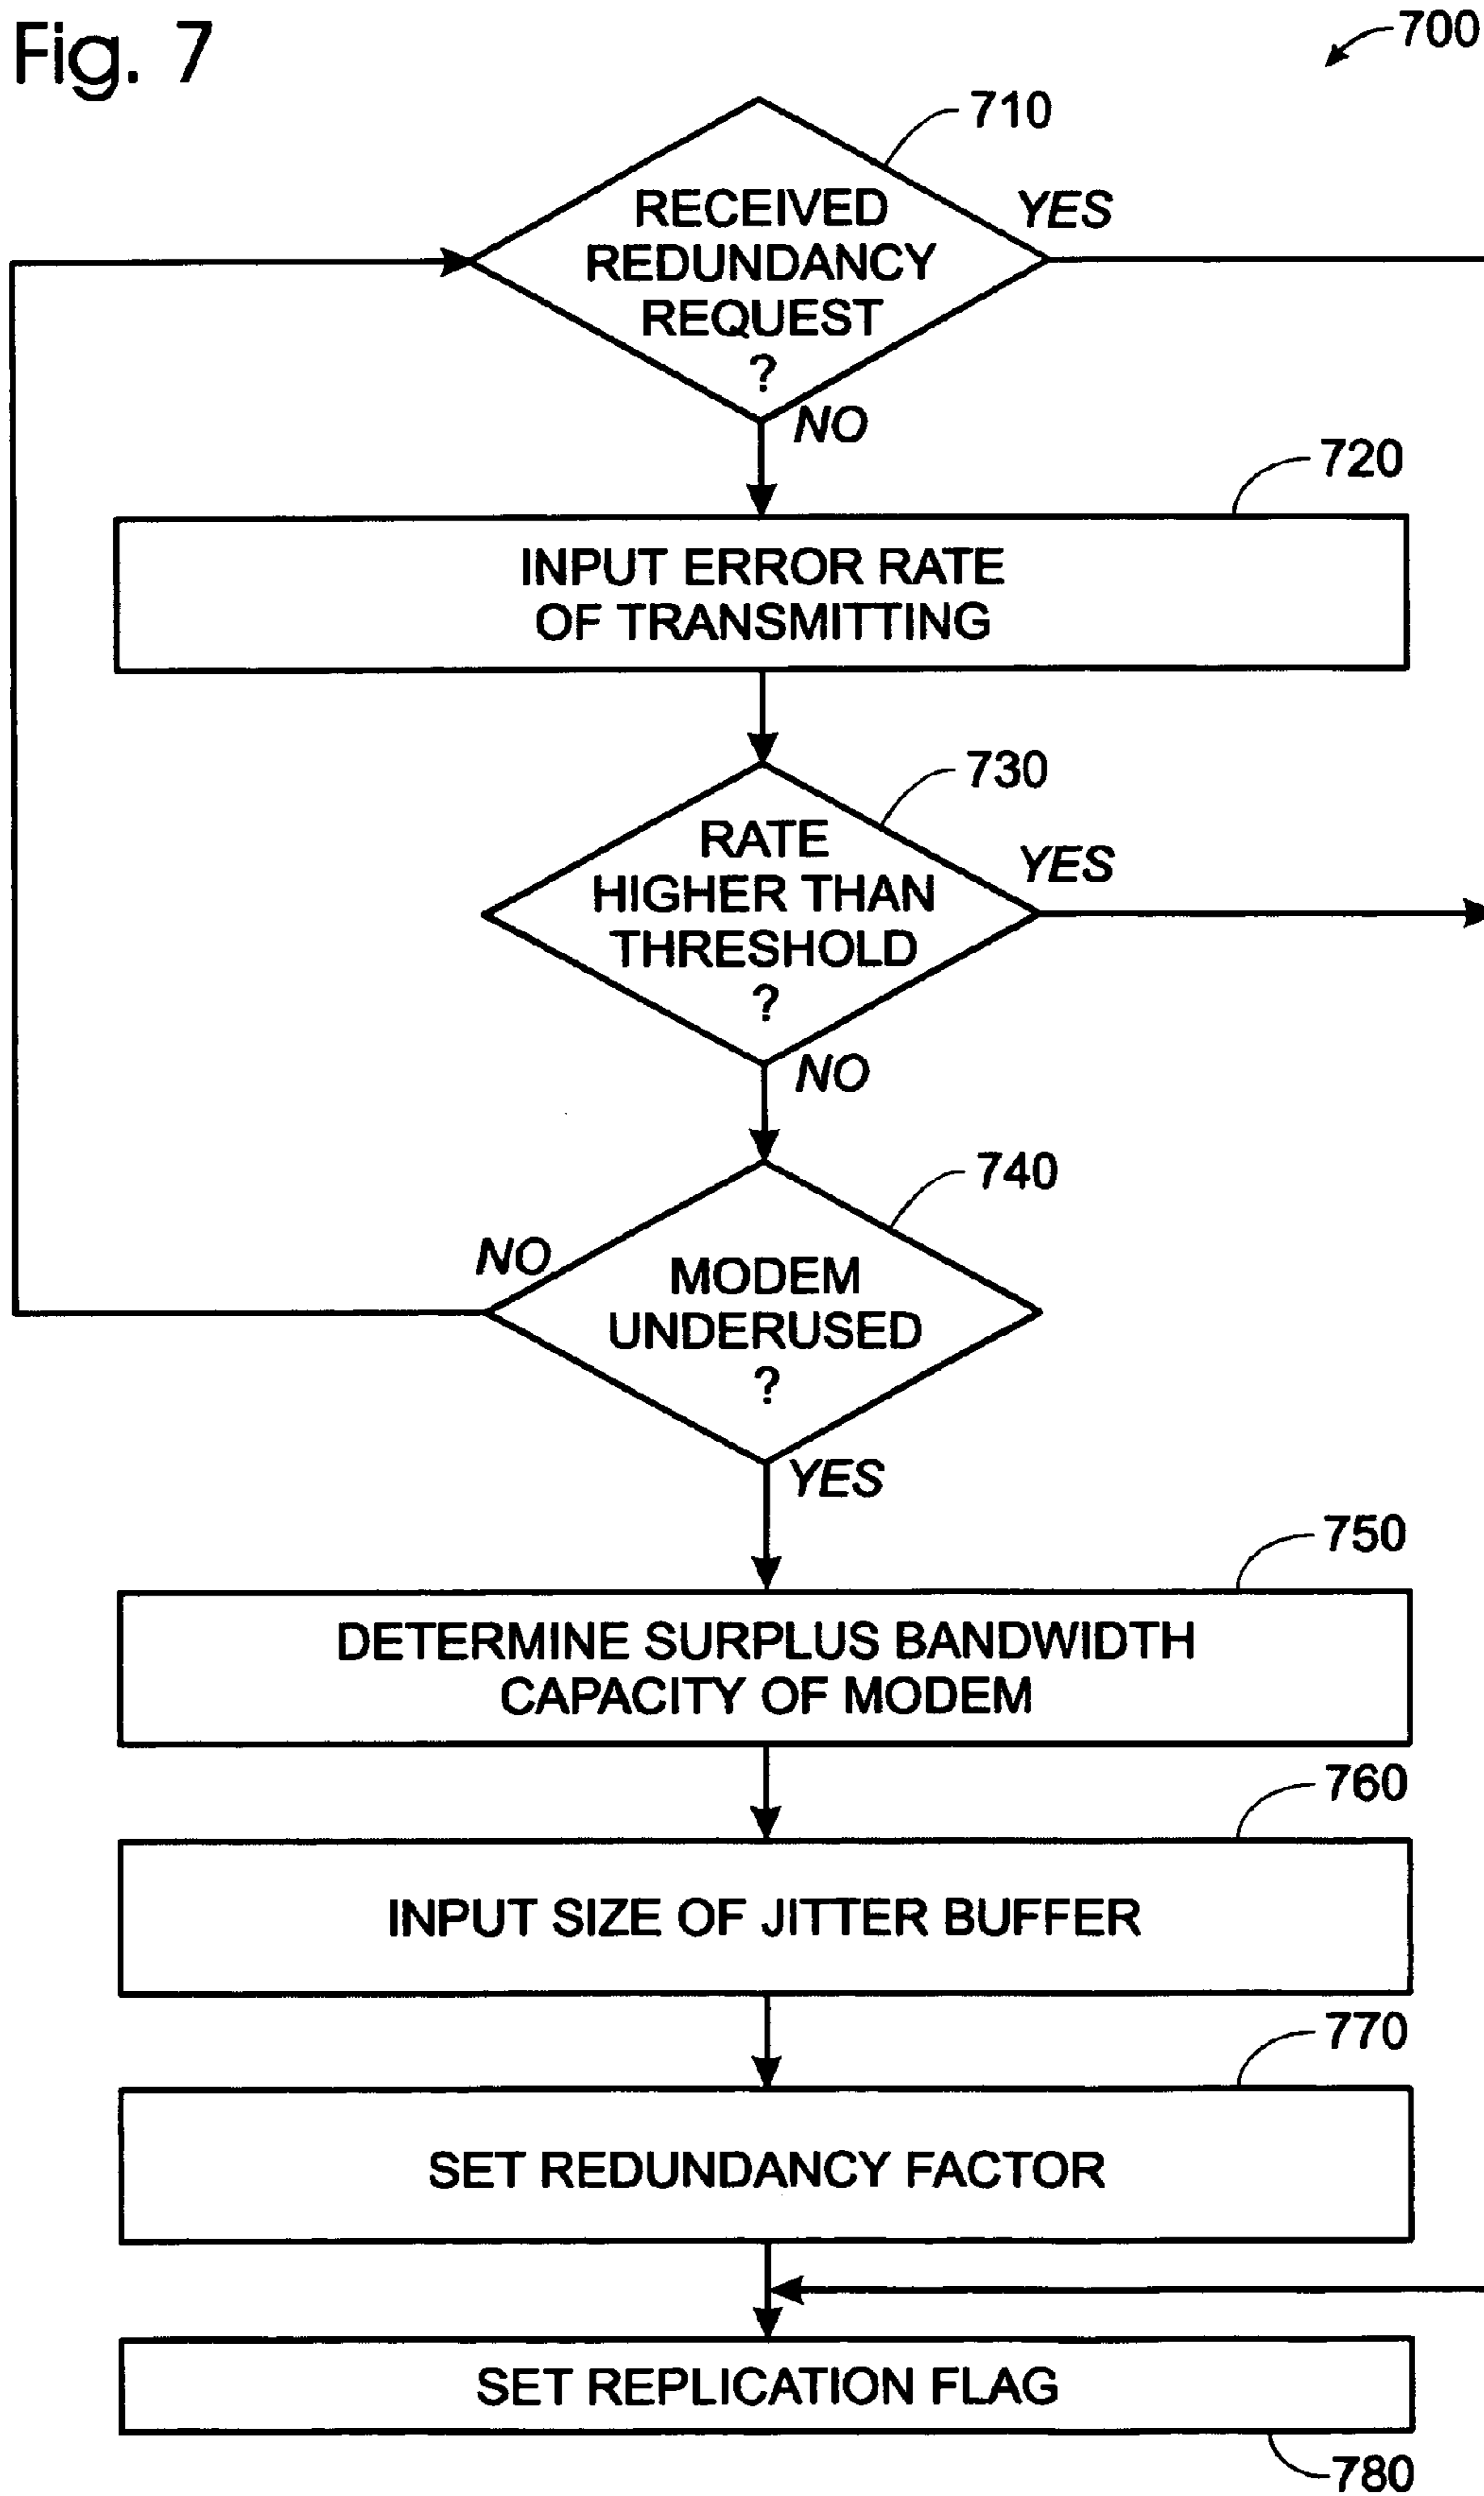 Fig. 7
700
710
RECEIVED
REDUNDANCY
REQUEST
?
YES
NO
720
INPUT ERROR RATE
OF TRANSMITTING
730
RATE
HIGHER THAN
THRESHOLD
?
YES
NO
740
NO
MODEM
UNDERUSED
?
YES
750
DETERMINE SURPLUS BANDWIDTH
CAPACITY OF MODEM
760
INPUT SIZE OF JITTER BUFFER
770
SET REDUNDANCY FACTOR
SET REPLICATION FLAG
780